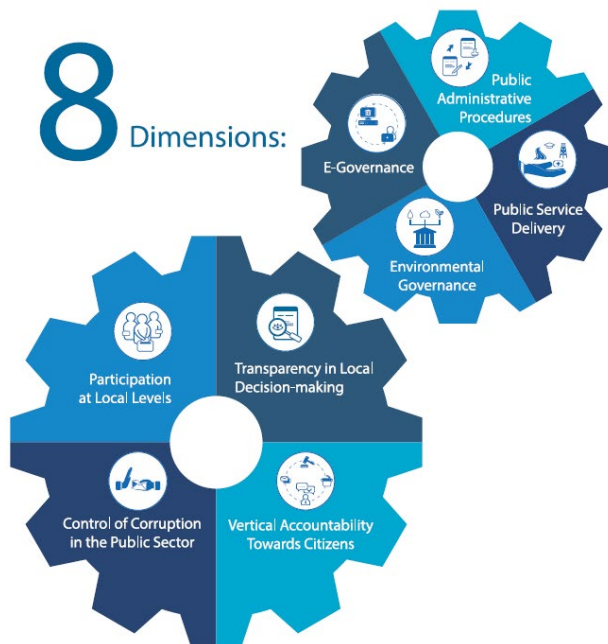 8 Dimensions:
Public
Administrative
Procedures
E-Governance
Public Service
Delivery
Environmental
Governance
Participation
at Local Levels
Transparency in Local
Decision-making
Control of Corruption
in the Public Sector
Vertical Accountability
Towards Citizens